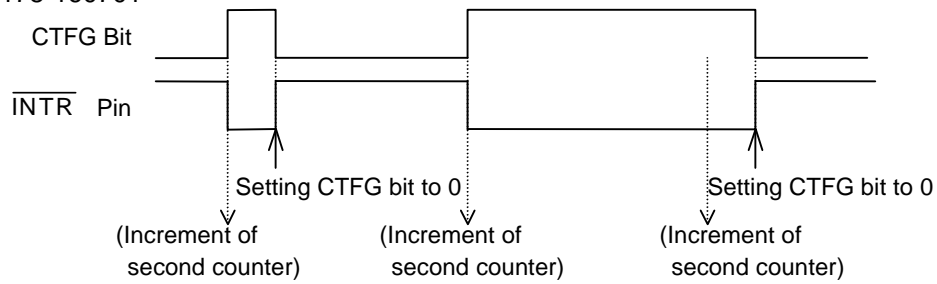 CTFG Bit
INTR Pin
Setting CTFG bit to 0
Setting CTFG bit to 0
(Increment of
second counter)
(Increment of
second counter)
(Increment of
second counter)